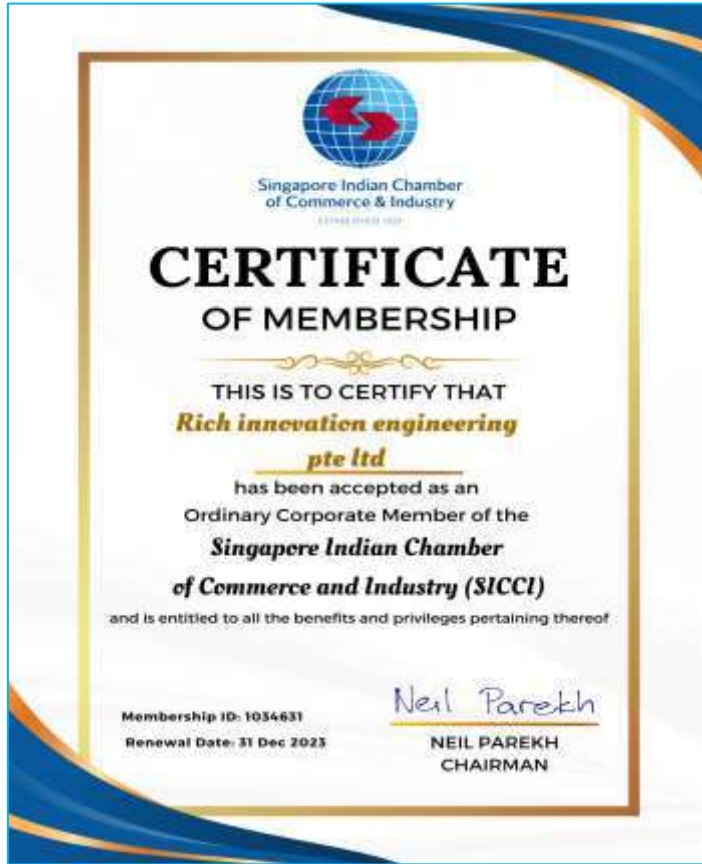 Singapore Indian Chamber
of Commerce & Industry
ESTABLISHED 1924
CERTIFICATE
OF MEMBERSHIP
THIS IS TO CERTIFY THAT
Rich innovation engineering
pte ltd
has been accepted as an
Ordinary Corporate Member of the
Singapore Indian Chamber
of Commerce and Industry (SICCI)
and is entitled to all the benefits and privileges pertaining thereof
Neil Parekh
Membership ID: 1034631
Renewal Date: 31 Dec 2023
NEIL PAREKH
CHAIRMAN